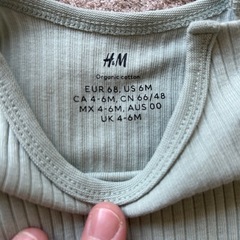 H&M
Organic cotton
EUR 68, US 6M
CA 4-6M, CN 66/48
MX 4-6M, AUS 00
UK 4-6M